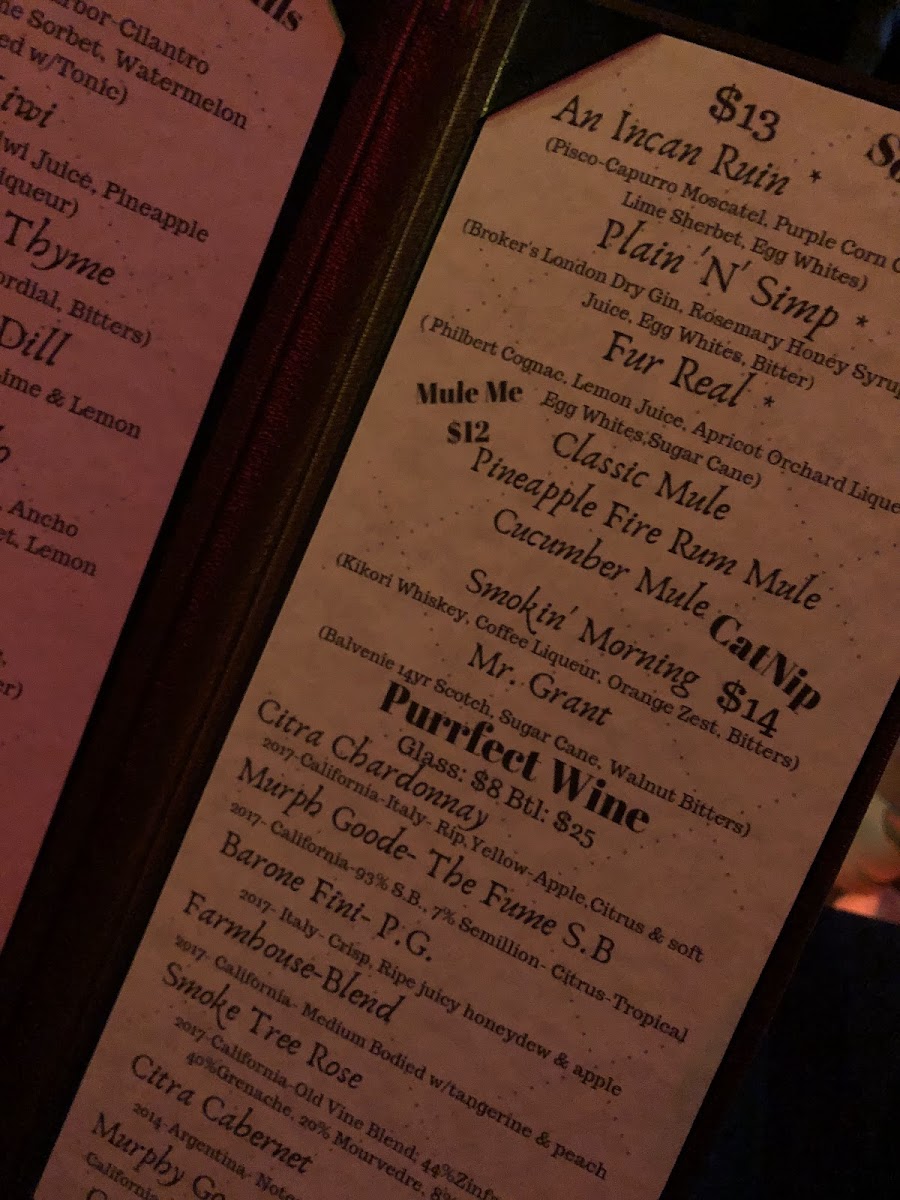 Sorbet, Watermelon
w/Tonic)
Juice, Pineapple
Thyme
Bitters)
Dill
& Lemon
Ancho
Lemon
$13
An Incan Ruin *
(Pisco-Capurro Moscatel, Purple Corn
Lime Sherbet, Egg Whites)
Plain 'N' Simp *
(Broker's London Dry Gin, Rosemary Honey Syrup
Juice, Egg Whites, Bitter)
Fur Real *
( Philbert Cognac, Lemon Juice, Apricot Orchard Lique
Egg Whites,Sugar Cane)
Mule Me
$12
Classic Mule
Pineapple Fire Rum Mule
Cucumber Mule
CatNip
$14
Smokin' Morning
(Kikori Whiskey, Coffee Liqueur, Orange Zest, Bitters)
Mr. Grant
(Balvenie 14yr Scotch, Sugar Cane, Walnut Bitters)
Purrfect Wine
Glass: $8 Btl: $25
Citra Chardonnay
2017-California-Italy- Rip,Yellow-Apple,Citrus & soft
Murph Goode- The Fume S.B
2017- California-93% S.B., 7% Semillion- Citrus-Tropical
Barone Fini- P.G.
2017- Italy- Crisp, Ripe juicy honeydew & apple
Farmhouse-Blend
2017- California- Medium Bodied w/tangerine & peach
Smoke Tree Rose
2017-California-Old Vine Blend; 44%Zinf
40%Grenache, 20% Mourvedre,
Citra Cabernet
2014-Argentina-
Murphy Go
California